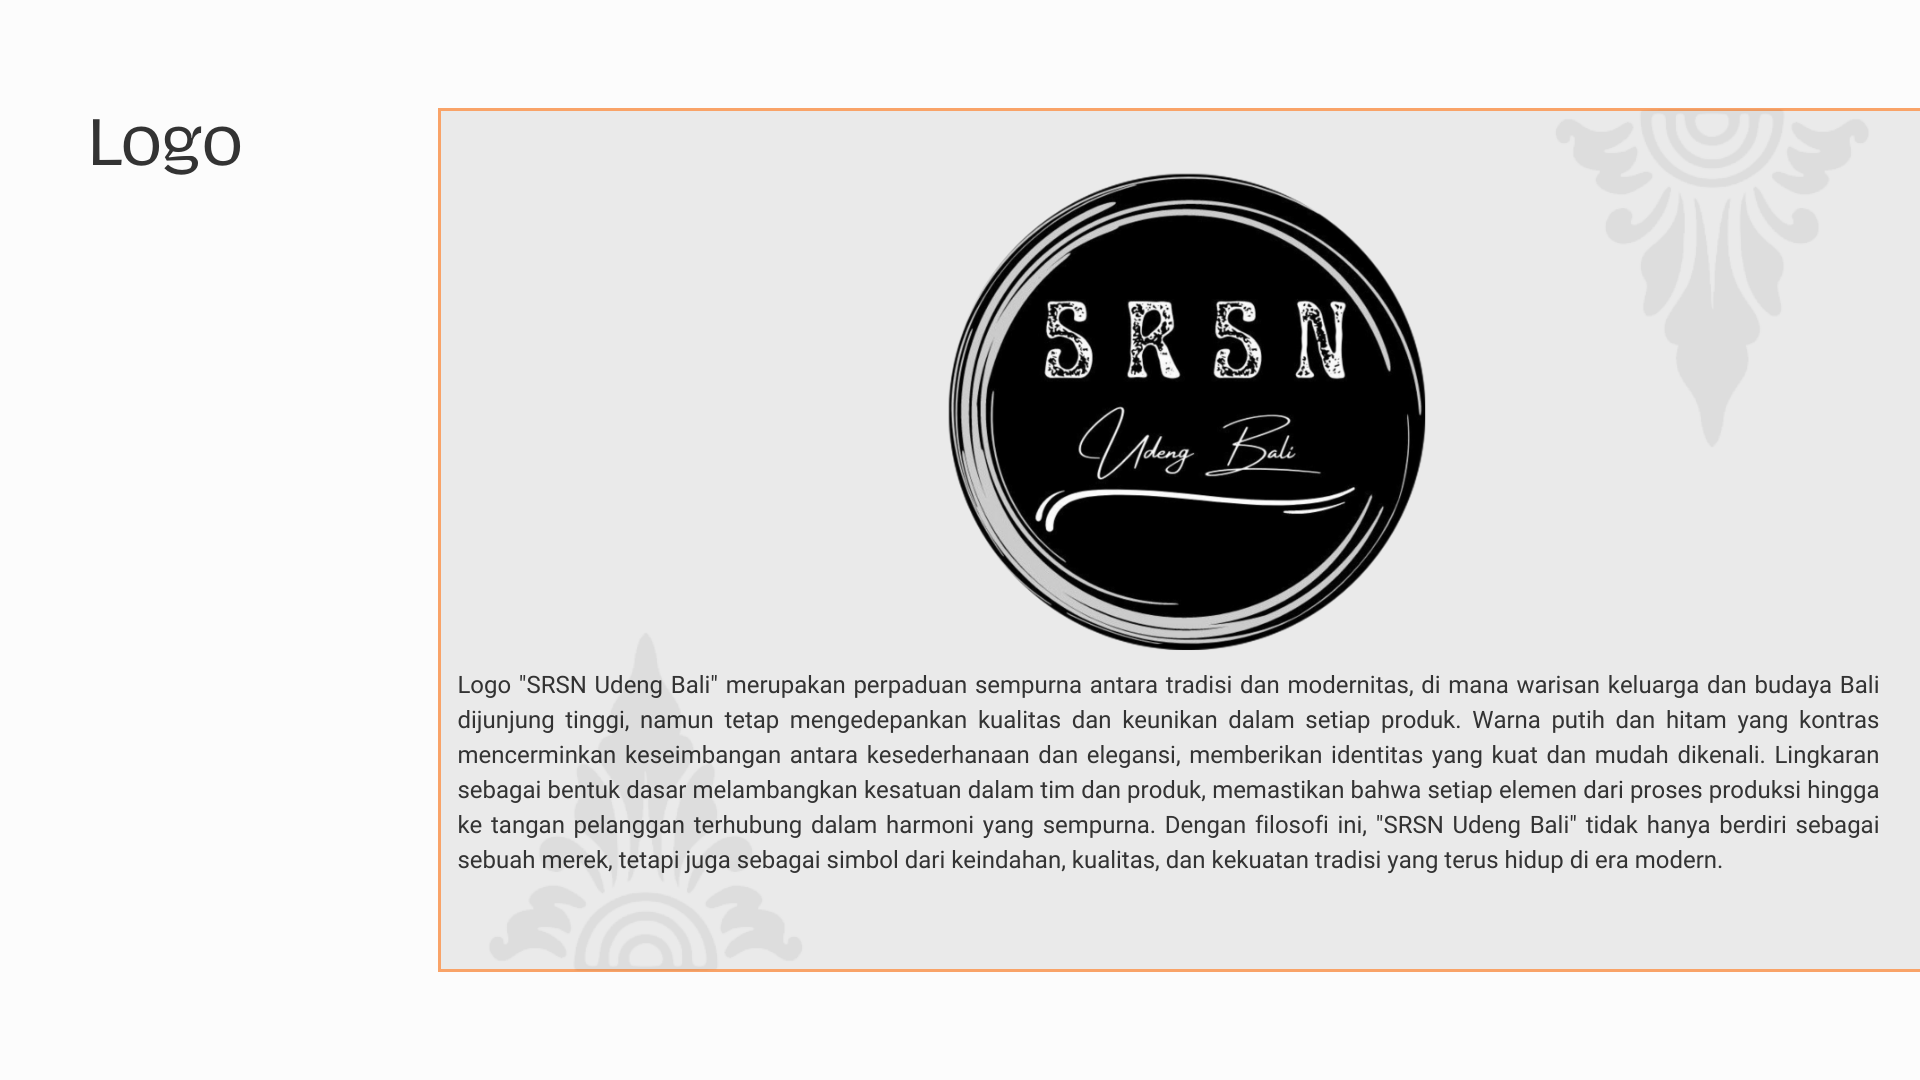 Logo
SRSN
Udeng Bali
Logo "SRSN Udeng Bali" merupakan perpaduan sempurna antara tradisi dan modernitas, di mana warisan keluarga dan budaya Bali
dijunjung tinggi, namun tetap mengedepankan kualitas dan keunikan dalam setiap produk. Warna putih dan hitam yang kontras
mencerminkan keseimbangan antara kesederhanaan dan elegansi, memberikan identitas yang kuat dan mudah dikenali. Lingkaran
sebagai bentuk dasar melambangkan kesatuan dalam tim dan produk, memastikan bahwa setiap elemen dari proses produksi hingga
ke tangan pelanggan terhubung dalam harmoni yang sempurna. Dengan filosofi ini, "SRSN Udeng Bali" tidak hanya berdiri sebagai
sebuah merek, tetapi juga sebagai simbol dari keindahan, kualitas, dan kekuatan tradisi yang terus hidup di era modern.